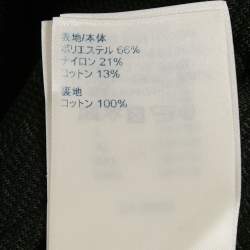 表地/本体
ポリエステル 66%
ナイロン 21%
コットン 13%
裏地
コットン 100%